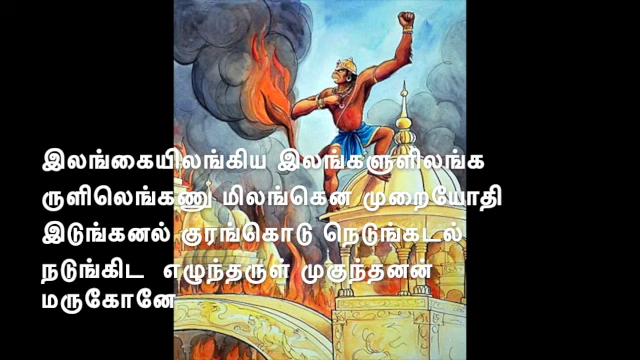 இலங்கையிலங்கிய இலங்களுளிலங்க
ருளிலெங்கணு மிலங்கென முறையோதி
இடுங்கனல் குரங்கொடு நெடுங்கடல்
நடுங்கிட எழுந்தருள் முகுந்தனன்
மருகோனே